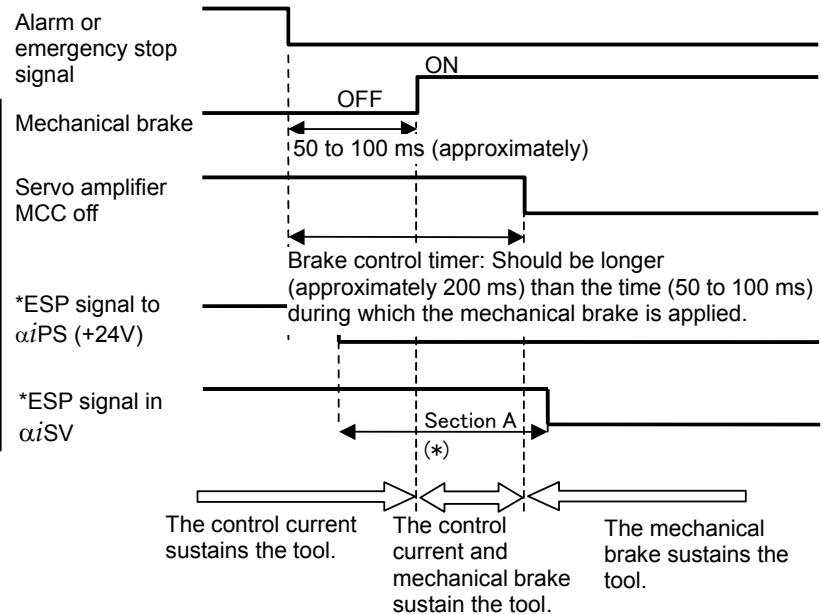 Alarm or
emergency stop
signal
ON
OFF
Mechanical brake
50 to 100 ms (approximately)
Servo amplifier
MCC off
Brake control timer: Should be longer
(approximately 200 ms) than the time (50 to 100 ms)
during which the mechanical brake is applied.
*ESP signal to
αiPS (+24V)
*ESP signal in
αiSV
Section A
(*)
The control current
sustains the tool.
The control
current and
mechanical brake
sustain the tool.
The mechanical
brake sustains the
tool.